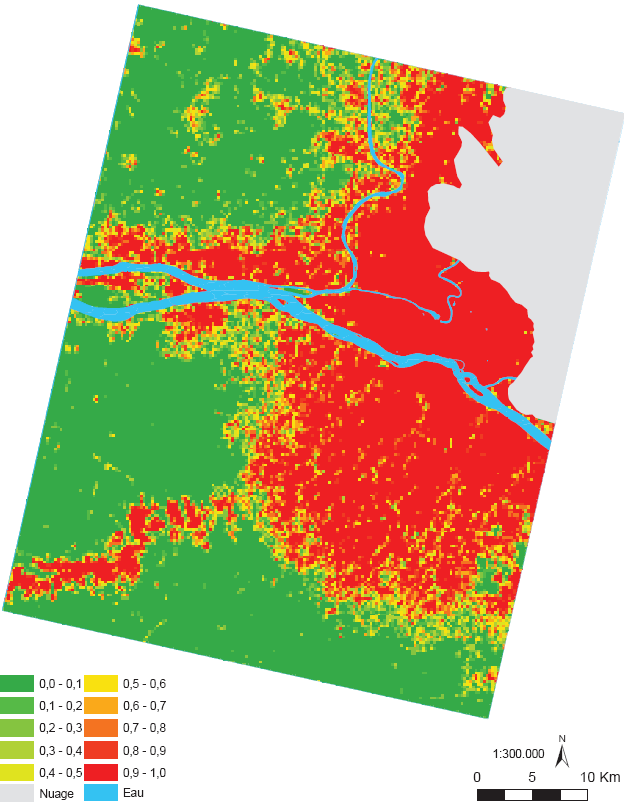 0,0 - 0,1 0,5 - 0,6
0,1 - 0,2 0,6 - 0,7
0,2 - 0,3 0,7 - 0,8
0,3 - 0,4 0,8 - 0,9
0,4 - 0,5 0,9 - 1,0
Nuage Eau
N
1:300.000
0 5 10 Km